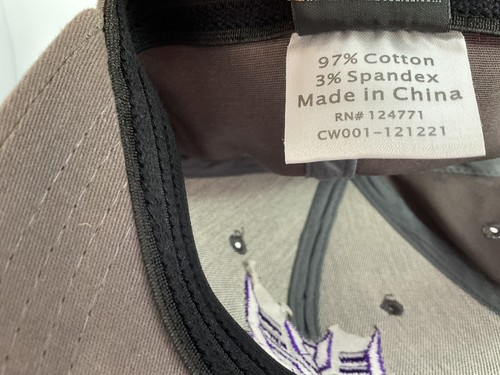 97% Cotton
3% Spandex
Made in China
RN# 124771
CW001-121221